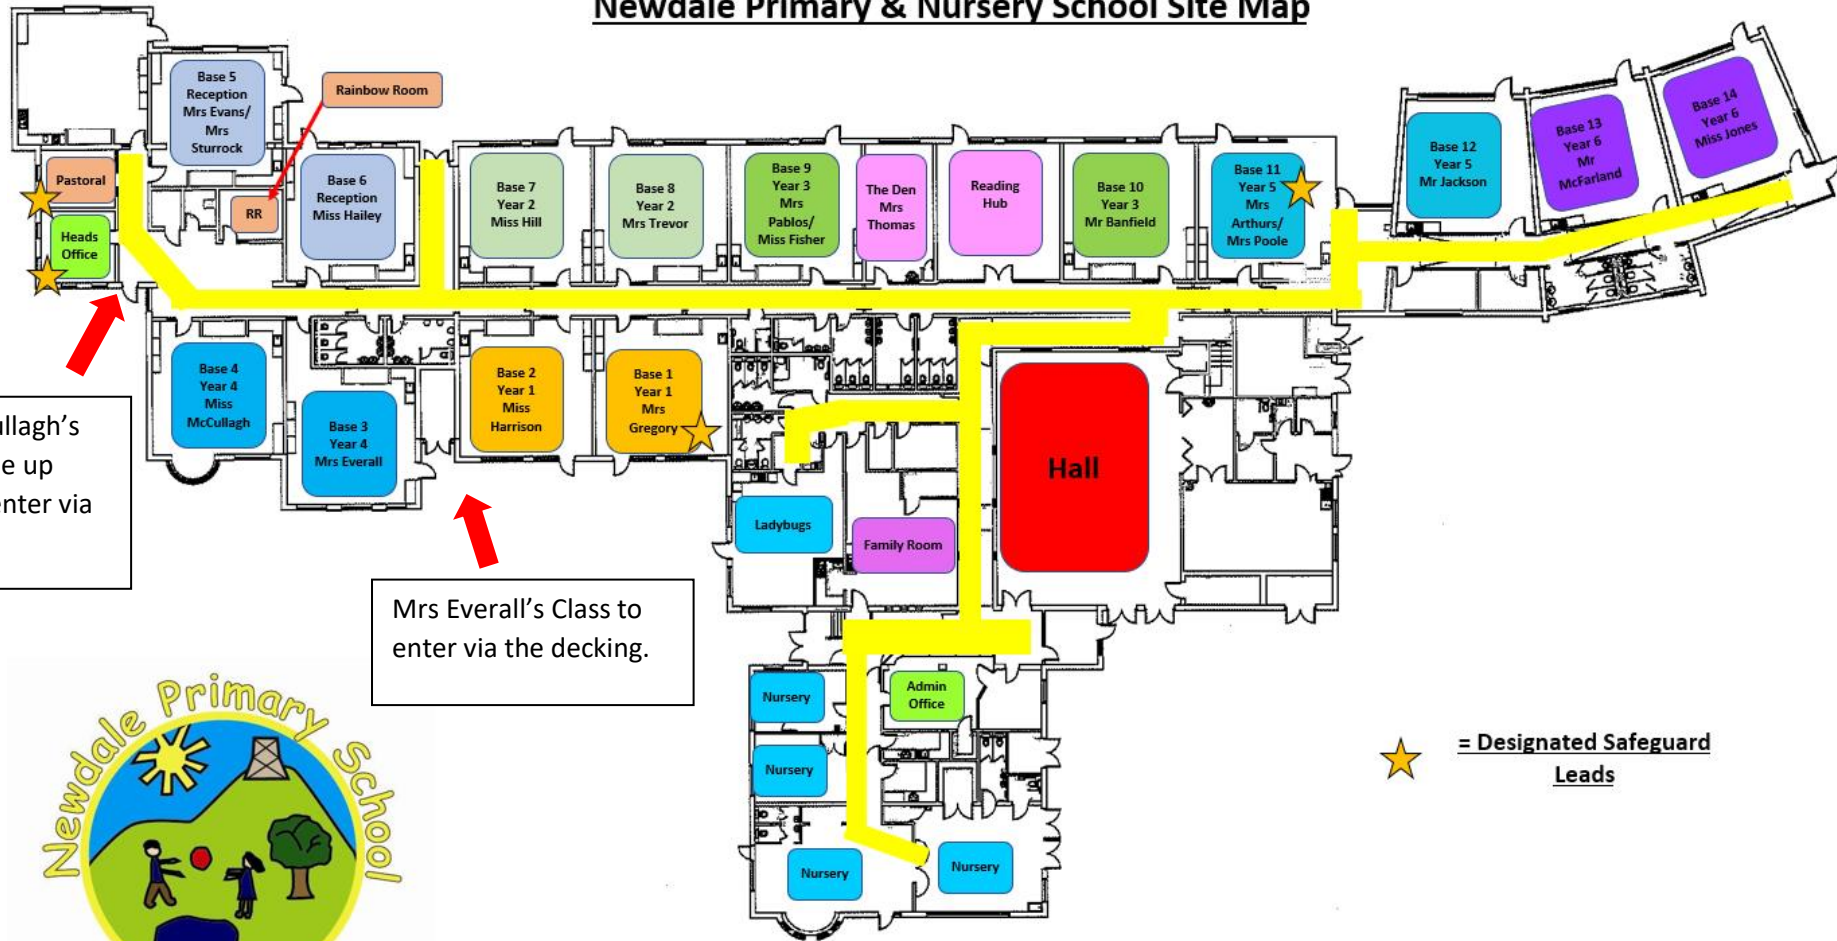 Newdale Primary & Nursery School Site Map
Base 5
Reception
Mrs Evans/
Mrs
Sturrock
Rainbow Room
Pastoral
Heads
Office
RR
Base 6
Reception
Miss Hailey
Base 7
Year 2
Miss Hill
Base 8
Year 2
Mrs Trevor
Base 9
Year 3
Mrs
Pablos/
Miss Fisher
The Den
Mrs
Thomas
Reading
Hub
Base 10
Year 3
Mr Banfield
Base 11
Year 5
Mrs
Arthurs/
Mrs Poole
Base 12
Year 5
Mr Jackson
Base 13
Year 6
Mr
McFarland
Base 14
Year 6
Miss Jones
Base 4
Year 4
Miss
McCullagh
Base 3
Year 4
Mrs Everall
Base 2
Year 1
Miss
Harrison
Base 1
Year 1
Mrs
Gregory
Hall
Ladybugs
Family Room
enter via
Mrs Everall's Class to
enter via the decking.
Nursery
Admin
Office
Nursery
Nursery
Nursery
= Designated Safeguard
Leads
Newdale Primary School